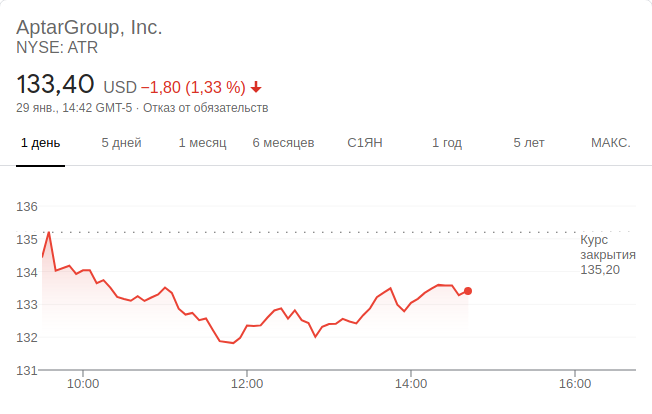 AptarGroup, Inc.
NYSE: ATR
133,40 USD −1,80 (1,33 %)
29 янв., 14:42 GMT-5 · Отказ от обязательств
1 день 5 дней 1 месяц 6 месяцев С1ЯН 1 год 5 лет МАКС.
136
135
134
133
132
131
Курс
закрытия
135,20
10:00 12:00 14:00 16:00